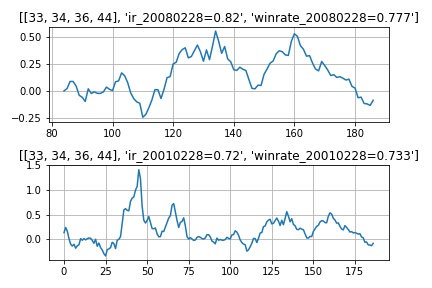 [[33, 34, 36, 44], 'ir_20080228=0.82', 'winrate_20080228=0.777']
0.50
0.25
0.00
−0.25
80 100 120 140 160 180
[[33, 34, 36, 44], 'ir_20010228=0.72', 'winrate_20010228=0.733']
1.5
1.0
0.5
0.0
0 25 50 75 100 125 150 175